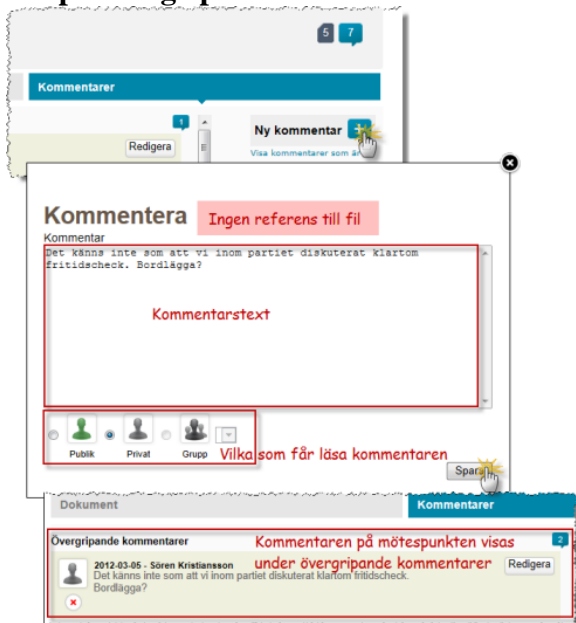 5 7
Kommentarer
1
Ny kommentar
Redigera
Visa kommentarer som är
Kommentera
Ingen referens till fil
Kommentar
Det känns inte som att vi inom partiet diskuterat klartom
fritidscheck. Bordlägga?
Kommentarstext
Publik Privat Grupp
Vilka som får läsa kommentaren
Spara
Dokument
Kommentarer
Övergripande kommentarer
Kommentaren på mötespunkten visas
2
2012-03-05 - Sören Kristiansson
under övergripande kommentarer
Redigera
Det känns inte som att vi inom partiet diskuterat klartom fritidscheck.
Bordlägga?